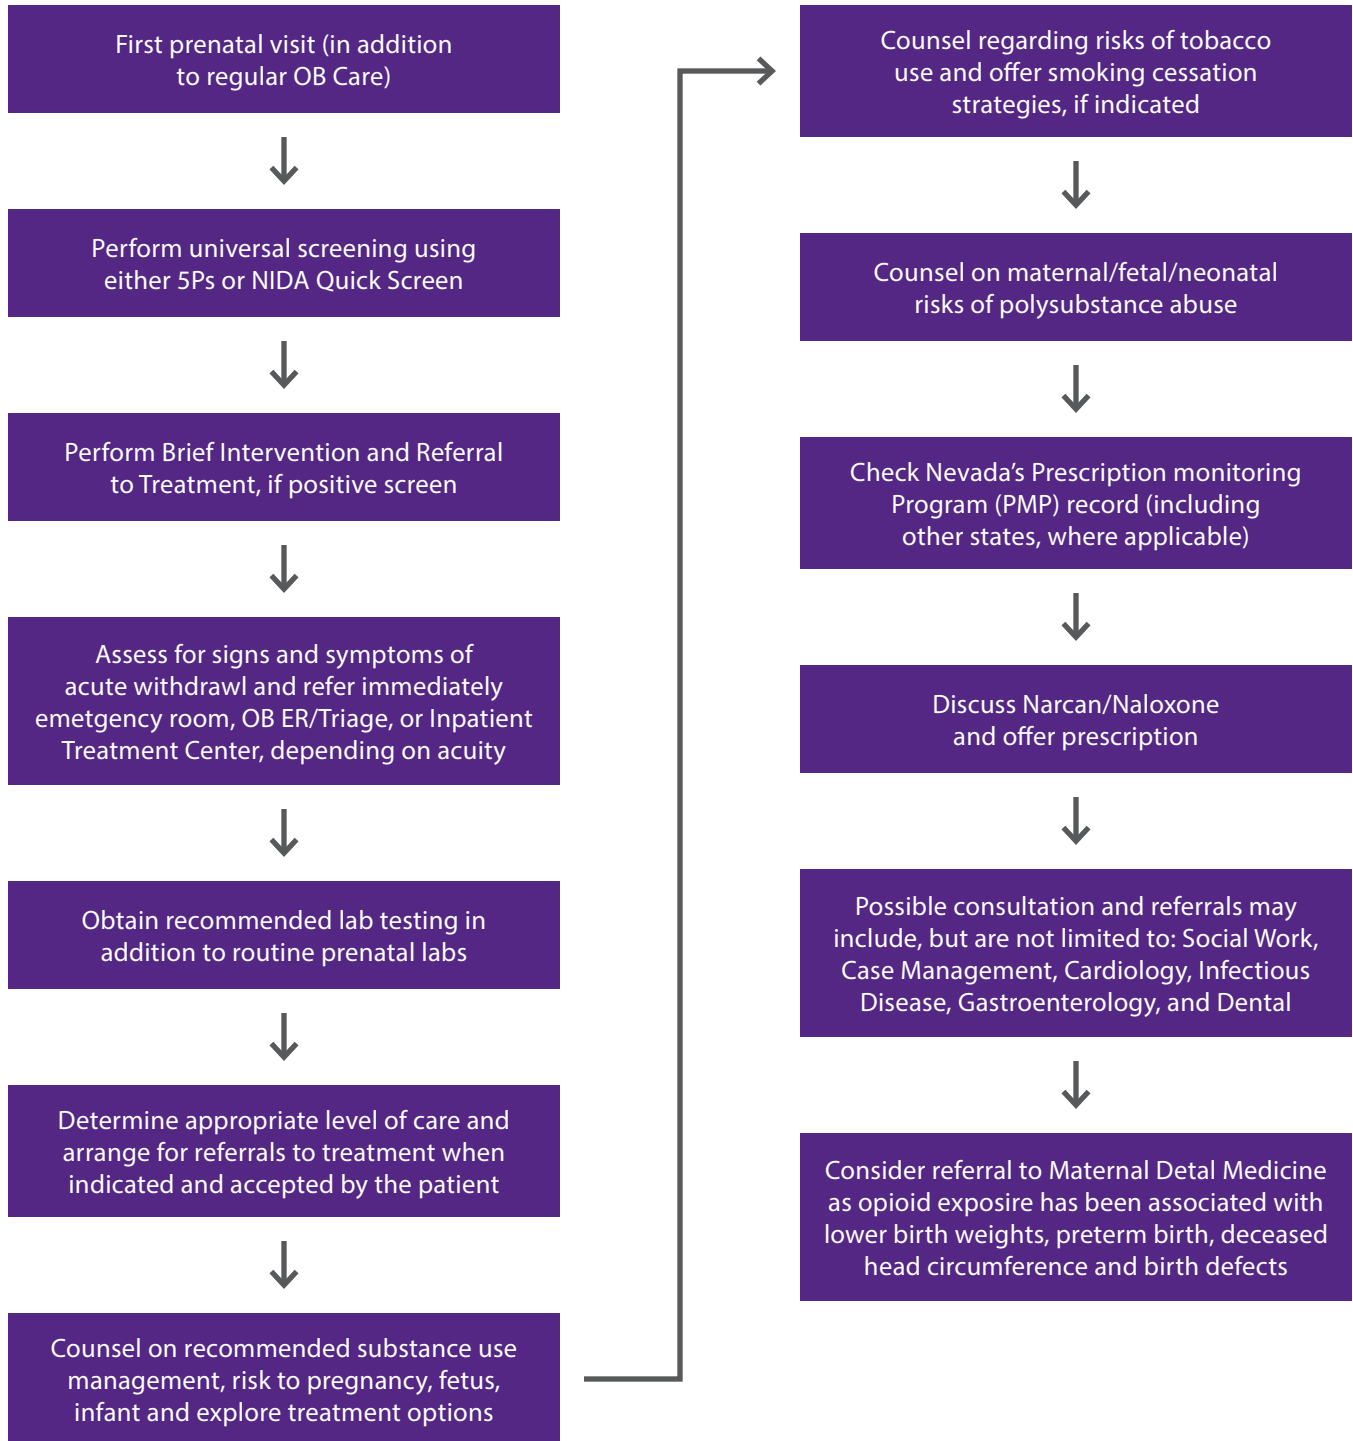 First prenatal visit (in addition
to regular OB Care)
Perform universal screening using
either 5Ps or NIDA Quick Screen
Perform Brief Intervention and Referral
to Treatment, if positive screen
Assess for signs and symptoms of
acute withdrawl and refer immediately
emetgency room, OB ER/Triage, or Inpatient
Treatment Center, depending on acuity
Obtain recommended lab testing in
addition to routine prenatal labs
Determine appropriate level of care and
arrange for referrals to treatment when
indicated and accepted by the patient
Counsel on recommended substance use
management, risk to pregnancy, fetus,
infant and explore treatment options
Counsel regarding risks of tobacco
use and offer smoking cessation
strategies, if indicated
Counsel on maternal/fetal/neonatal
risks of polysubstance abuse
Check Nevada's Prescription monitoring
Program (PMP) record (including
other states, where applicable)
Discuss Narcan/Naloxone
and offer prescription
Possible consultation and referrals may
include, but are not limited to: Social Work,
Case Management, Cardiology, Infectious
Disease, Gastroenterology, and Dental
Consider referral to Maternal Detal Medicine
as opioid exposire has been associated with
lower birth weights, preterm birth, deceased
head circumference and birth defects